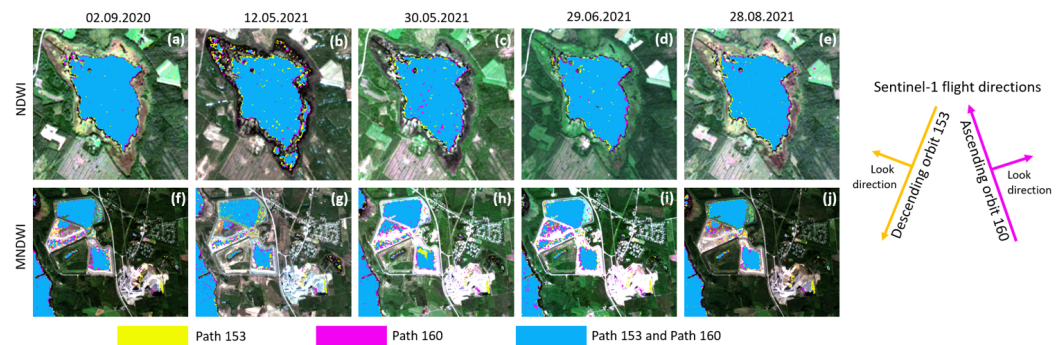 02.09.2020 12.05.2021 30.05.2021 29.06.2021 28.08.2021
NDWI
(a) (b) (c) (d) (e)
MNDWI
(f) (g) (h) (i) (j)
Sentinel-1 flight directions
Descending orbit 153
Look
direction
Ascending orbit 160
Look
direction
Path 153 Path 160 Path 153 and Path 160